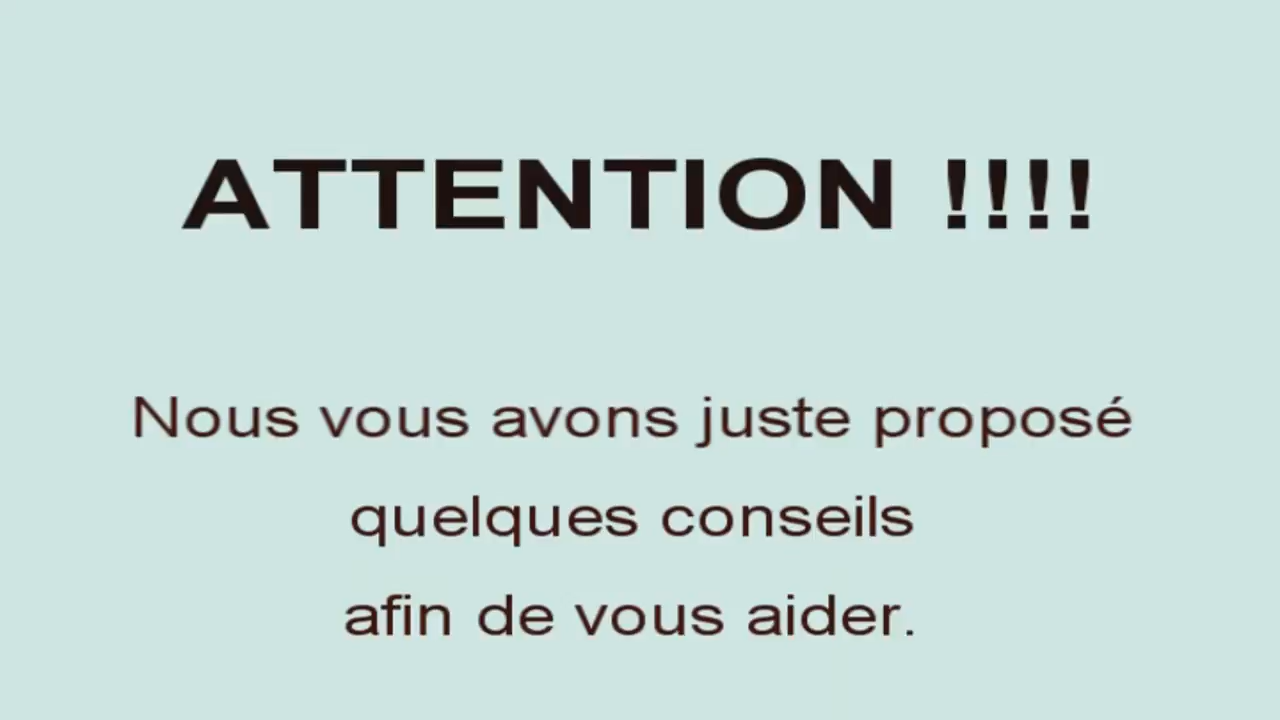 ATTENTION !!!!
Nous vous avons juste proposé
quelques conseils
afin de vous aider.